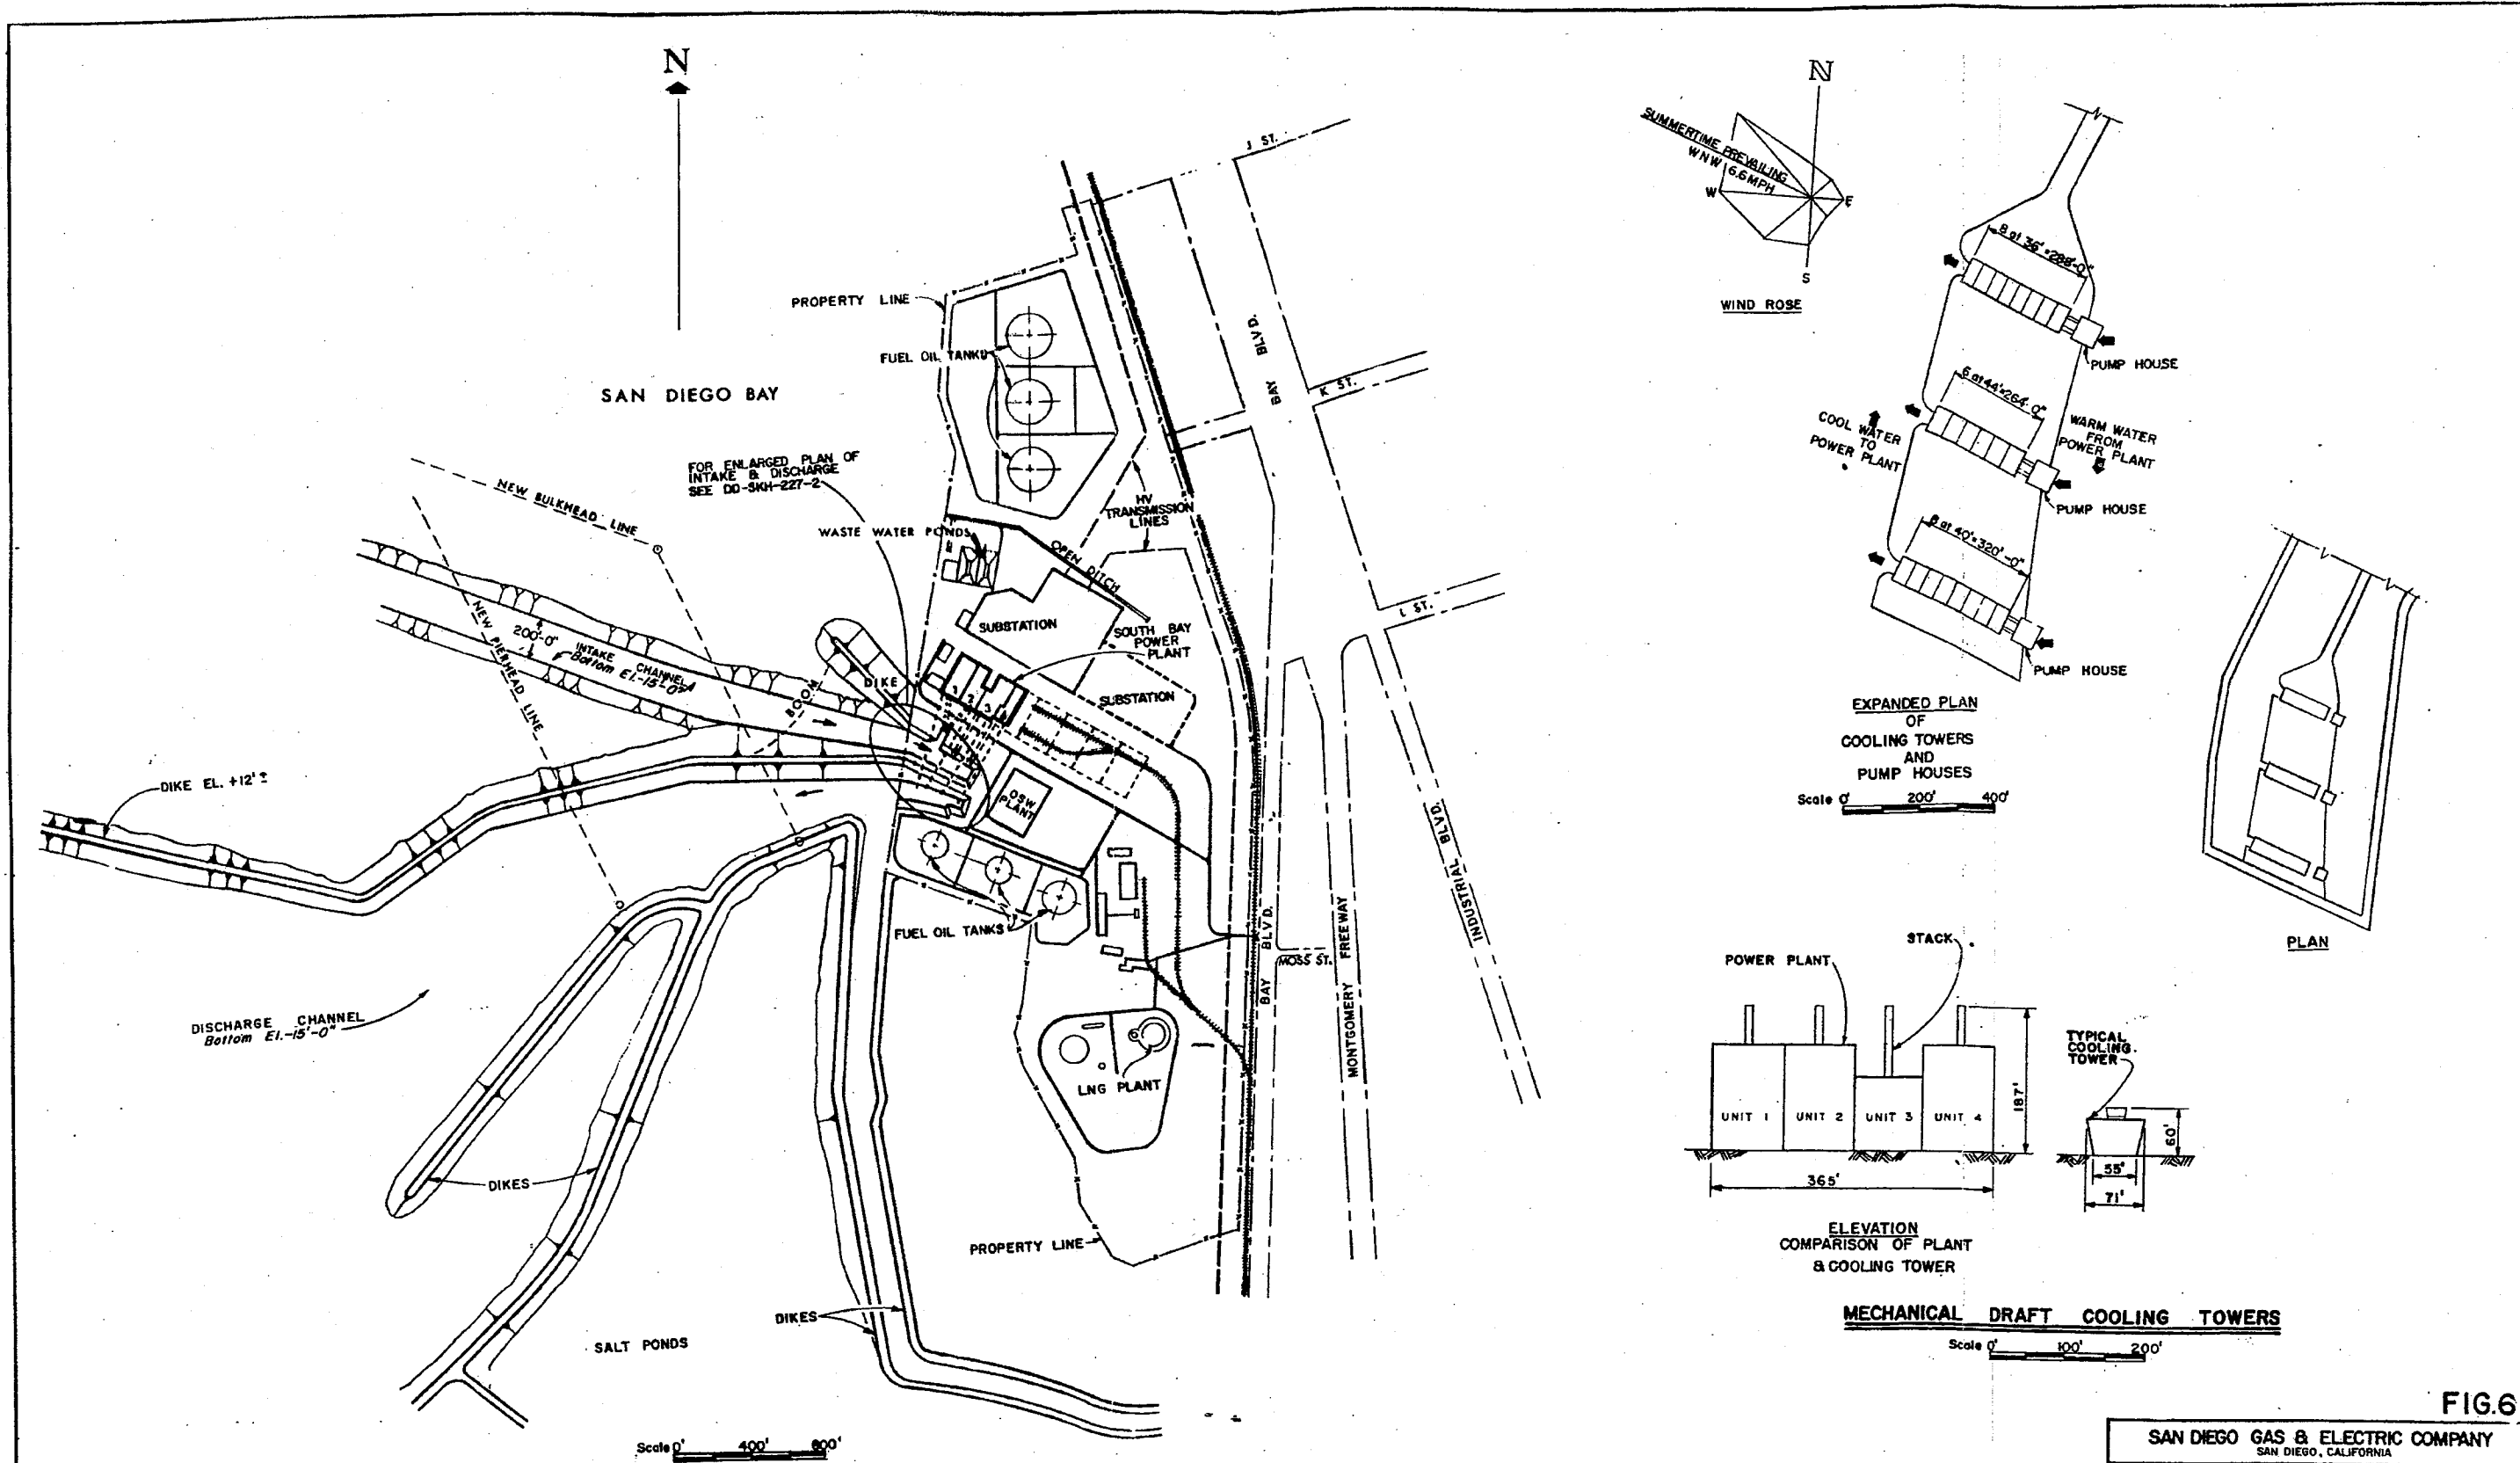 N
SAN DIEGO BAY
PROPERTY LINE
FUEL OIL TANKS
FOR ENLARGED PLAN OF
INTAKE & DISCHARGE
SEE DD-SKH-227-2
WASTE WATER PONDS
NEW BULKHEAD LINE
NEW PIERHEAD LINE
200'-0"
INTAKE CHANNEL
Bottom El.-15'-0"
BOOM
DIKE
DIKE EL. +12' ±
SUBSTATION
OPEN DITCH
HV
TRANSMISSION
LINES
SOUTH BAY
POWER
PLANT
1
2
3
4
SUBSTATION
OSW
PLANT
FUEL OIL TANKS
LNG PLANT
DISCHARGE CHANNEL
Bottom El.-15'-0"
DIKES
DIKES
SALT PONDS
PROPERTY LINE
J ST.
K ST.
L ST.
MOSS ST.
BAY BLVD.
BAY BLVD.
MONTGOMERY FREEWAY
INDUSTRIAL BLVD.
Scale 0' 400' 800'
N
SUMMERTIME PREVAILING
WNW 6.6 MPH
W
E
S
WIND ROSE
8 at 36'=288'-0"
PUMP HOUSE
6 at 44'=264'-0"
COOL WATER
TO
POWER PLANT
WARM WATER
FROM
POWER PLANT
PUMP HOUSE
8 at 40'=320'-0"
PUMP HOUSE
EXPANDED PLAN
OF
COOLING TOWERS
AND
PUMP HOUSES
Scale 0' 200' 400'
PLAN
STACK
POWER PLANT
UNIT 1
UNIT 2
UNIT 3
UNIT 4
187'
365'
TYPICAL
COOLING
TOWER
60'
55'
71'
ELEVATION
COMPARISON OF PLANT
& COOLING TOWER
MECHANICAL DRAFT COOLING TOWERS
Scale 0' 100' 200'
FIG.6
SAN DIEGO GAS & ELECTRIC COMPANY
SAN DIEGO, CALIFORNIA